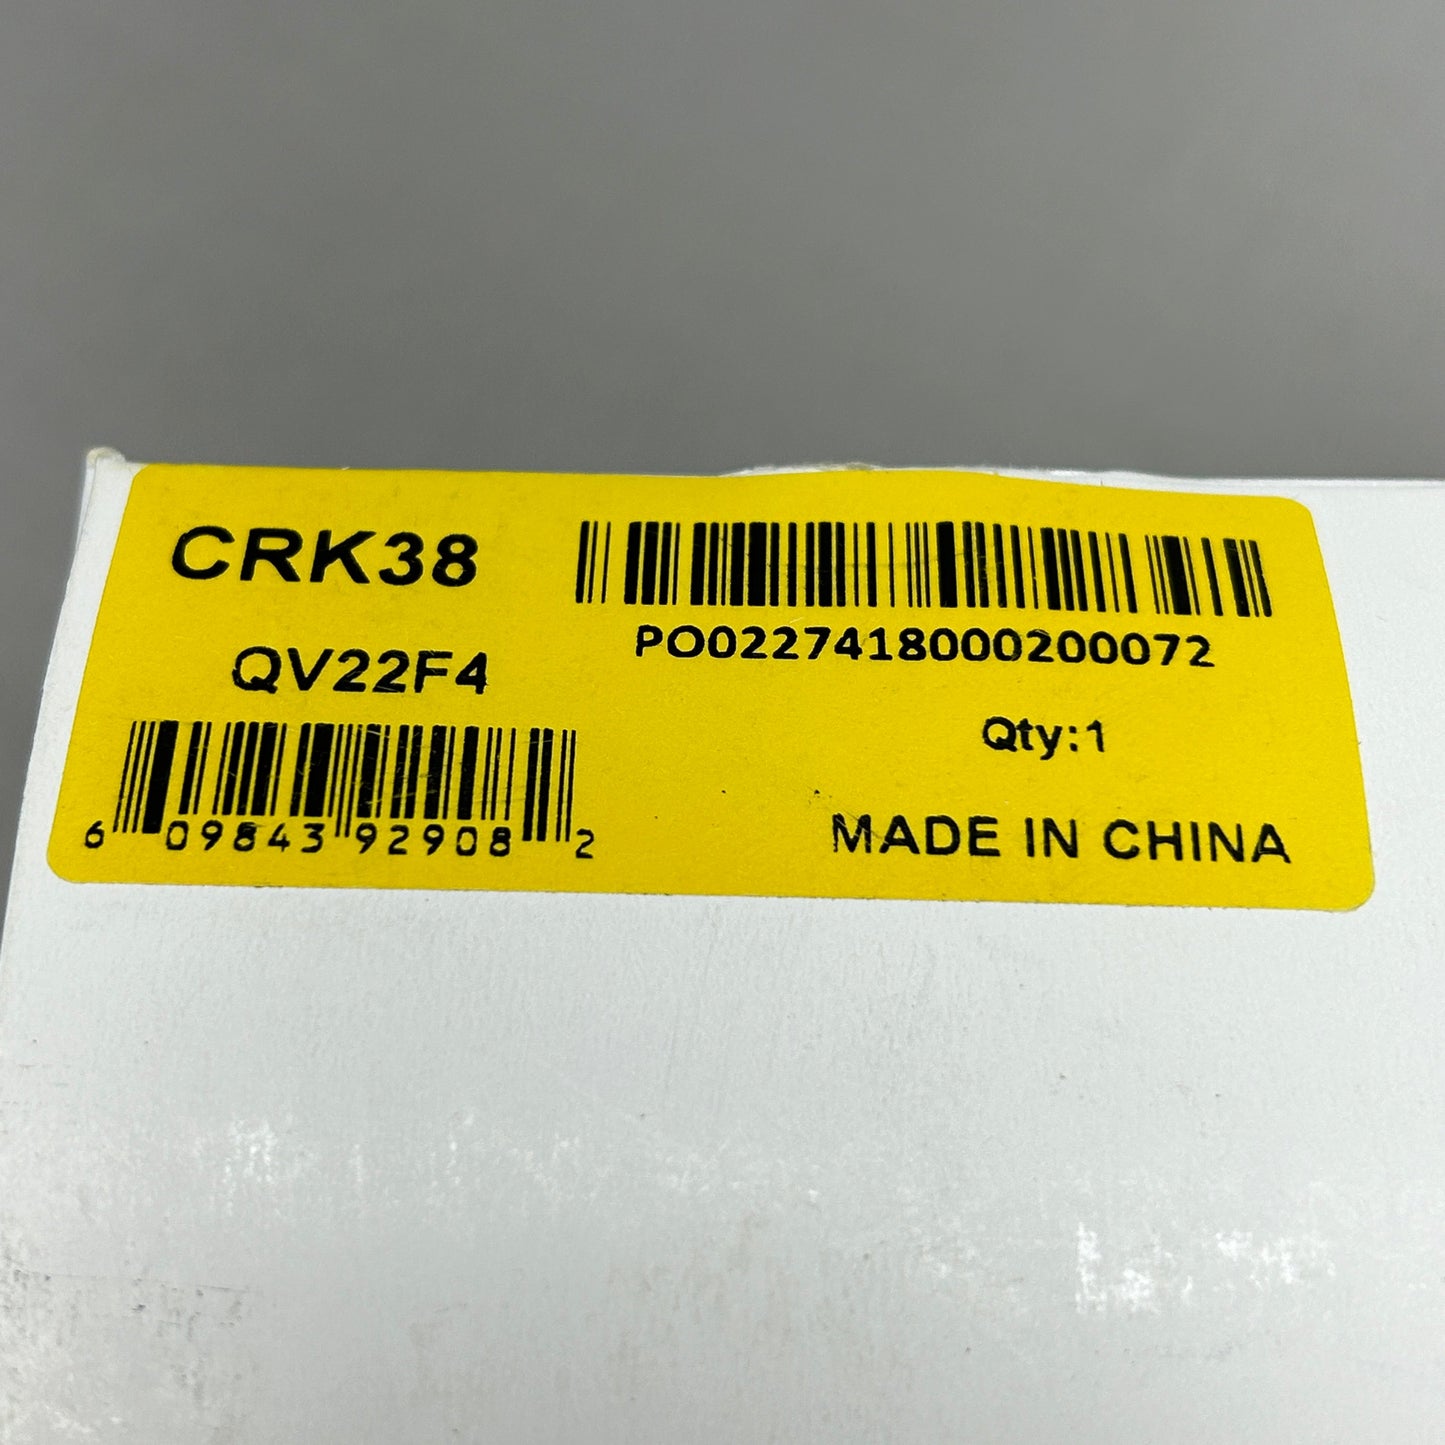 CRK38
QV22F4
6 09843 92908 2
PO0227418000200072
Qty:1
MADE IN CHINA